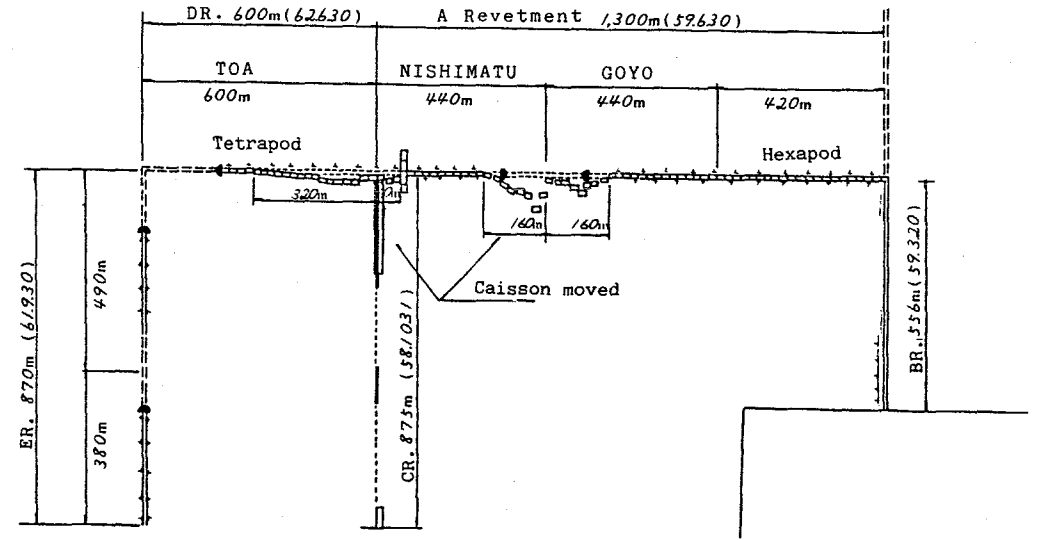 DR. 600m (62.6.30)
A Revetment 1,300m (59.6.30)
TOA
NISHIMATU
GOYO
600m
440m
440m
420m
Tetrapod
Hexapod
320m
160m
160m
Caisson moved
ER. 870m (61.9.30)
490m
380m
CR. 875m (58.10.31)
BR. 556m (59.3.20)